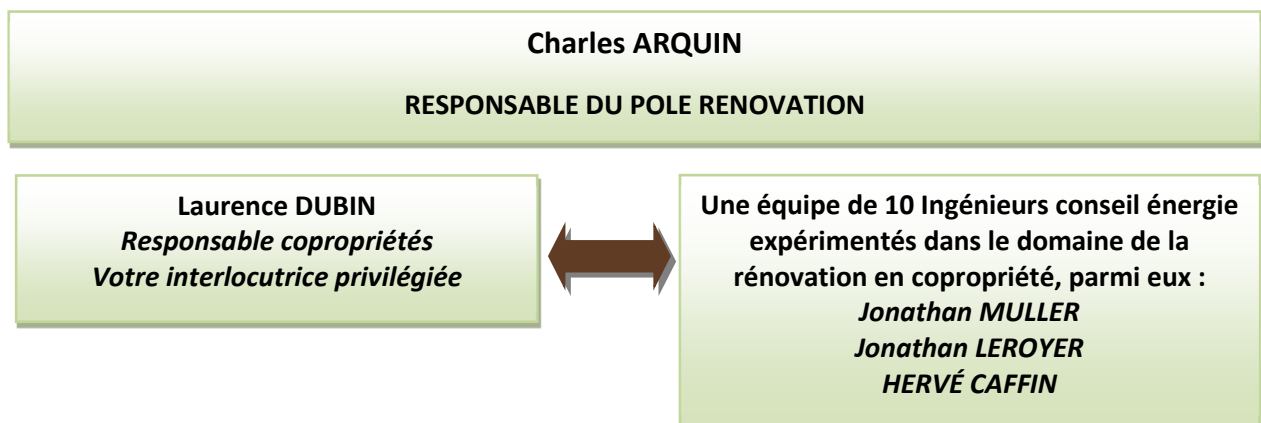 Charles ARQUIN
RESPONSABLE DU POLE RENOVATION
Laurence DUBIN
Responsable copropriétés
Votre interlocutrice privilégiée
Une équipe de 10 Ingénieurs conseil énergie
expérimentés dans le domaine de la
rénovation en copropriété, parmi eux :
Jonathan MULLER
Jonathan LEROYER
HERVÉ CAFFIN